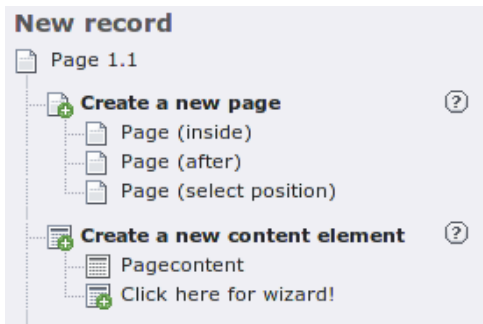 New record
Page 1.1
Create a new page
Page (inside)
Page (after)
Page (select position)
Create a new content element
Pagecontent
Click here for wizard!